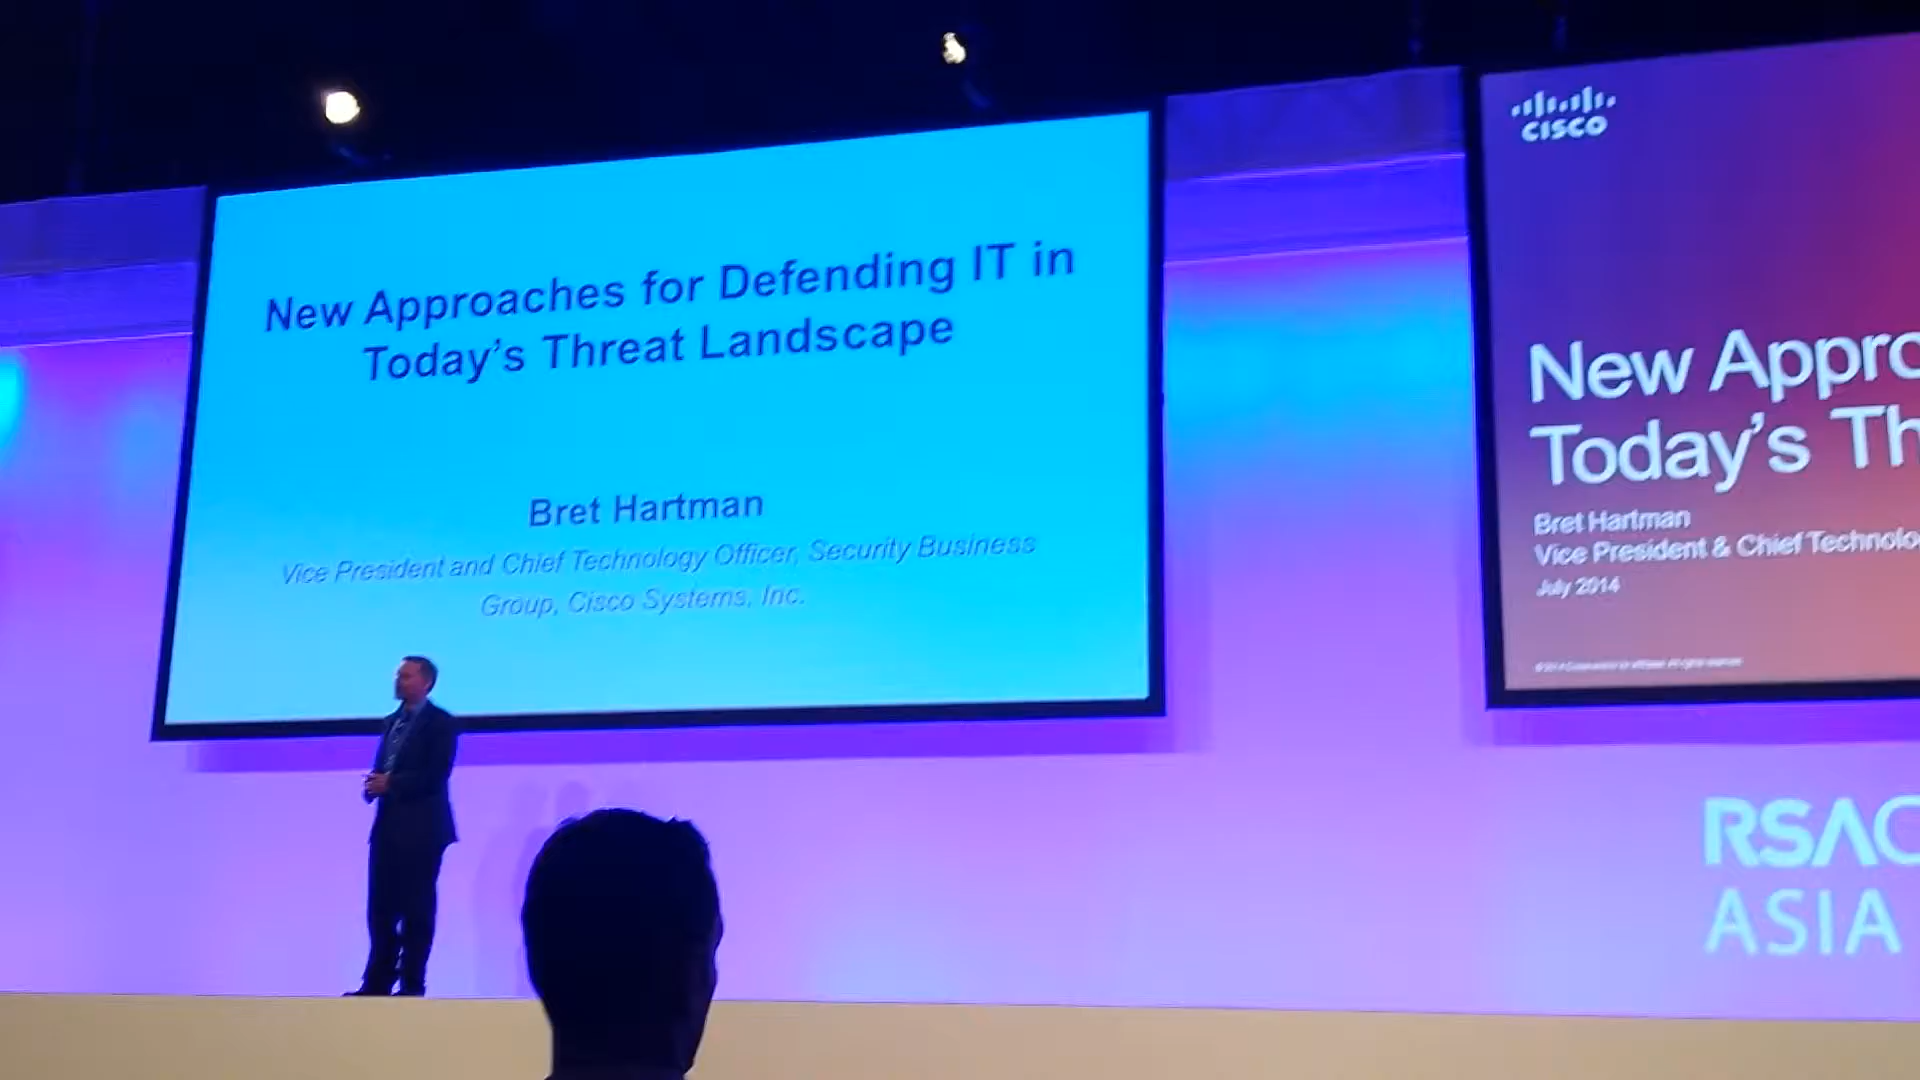 New Approaches for Defending IT in
Today's Threat Landscape
Bret Hartman
Vice President and Chief Technology Officer, Security Business
Group, Cisco Systems, Inc.
CISCO
New Appro
Today's Th
Bret Hartman
Vice President & Chief Technolo
July 2014
RSAC
ASIA